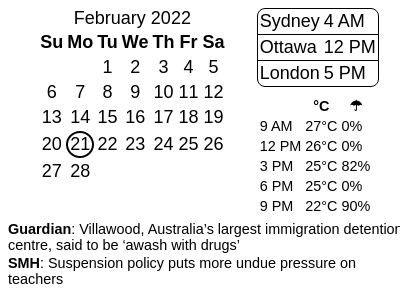 February 2022
Su Mo Tu We Th Fr Sa
1 2 3 4 5
6 7 8 9 10 11 12
13 14 15 16 17 18 19
20 21 22 23 24 25 26
27 28
Sydney 4 AM
Ottawa 12 PM
London 5 PM
°C ☂
9 AM 27°C 0%
12 PM 26°C 0%
3 PM 25°C 82%
6 PM 25°C 0%
9 PM 22°C 90%
Guardian: Villawood, Australia’s largest immigration detention
centre, said to be ‘awash with drugs’
SMH: Suspension policy puts more undue pressure on
teachers